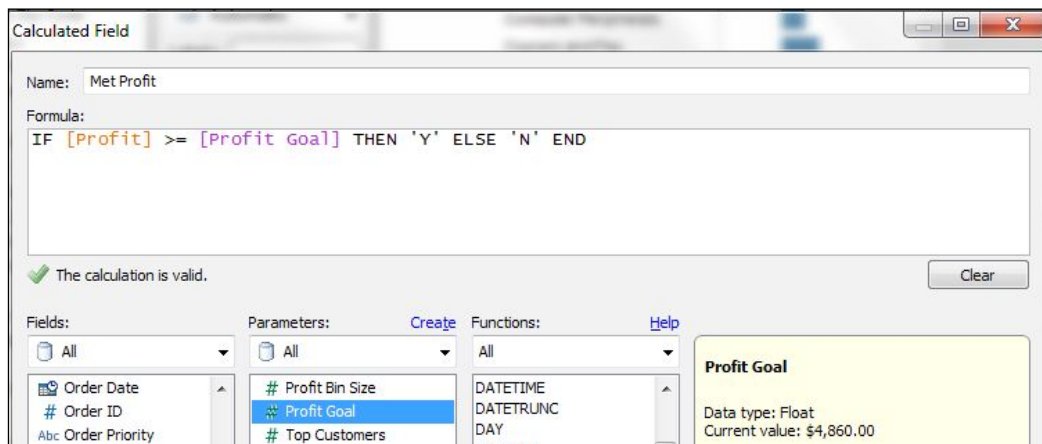 Calculated Field
Name: Met Profit
Formula:
IF [Profit] >= [Profit Goal] THEN 'Y' ELSE 'N' END
The calculation is valid.
Clear
Fields: Parameters: Create Functions: Help
All All All
Order Date Profit Bin Size DATETIME
# Order ID # Profit Goal DATETRUNC
Abc Order Priority # Top Customers DAY
Profit Goal
Data type: Float
Current value: $4,860.00